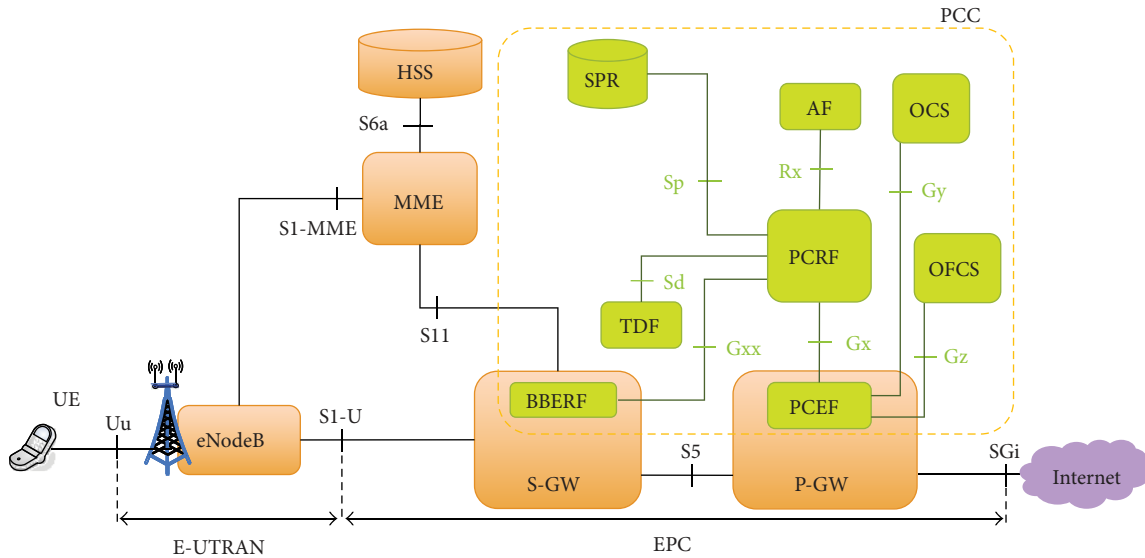 PCC
HSS
SPR
AF
OCS
S6a
Sp
Rx
Gy
MME
S1-MME
PCRF
OFCS
Sd
S11
TDF
Gxx
Gx
Gz
UE
BBERF
PCEF
Uu
eNodeB
S1-U
S5
SGi
S-GW
P-GW
Internet
E-UTRAN
EPC